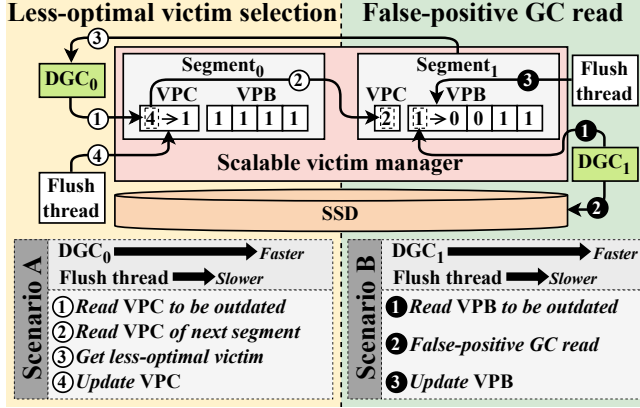 Less-optimal victim selection
False-positive GC read
③
DGC0
①
④
Flush
thread
Segment0
VPC
VPB
4→1
1 1 1 1
②
Segment1
VPC
VPB
2
1→0 0 1 1
❸
Flush
thread
❶
DGC1
❷
Scalable victim manager
SSD
Scenario A
DGC0 Faster
Flush thread Slower
①Read VPC to be outdated
②Read VPC of next segment
③Get less-optimal victim
④Update VPC
Scenario B
DGC1 Faster
Flush thread Slower
❶Read VPB to be outdated
❷False-positive GC read
❸Update VPB